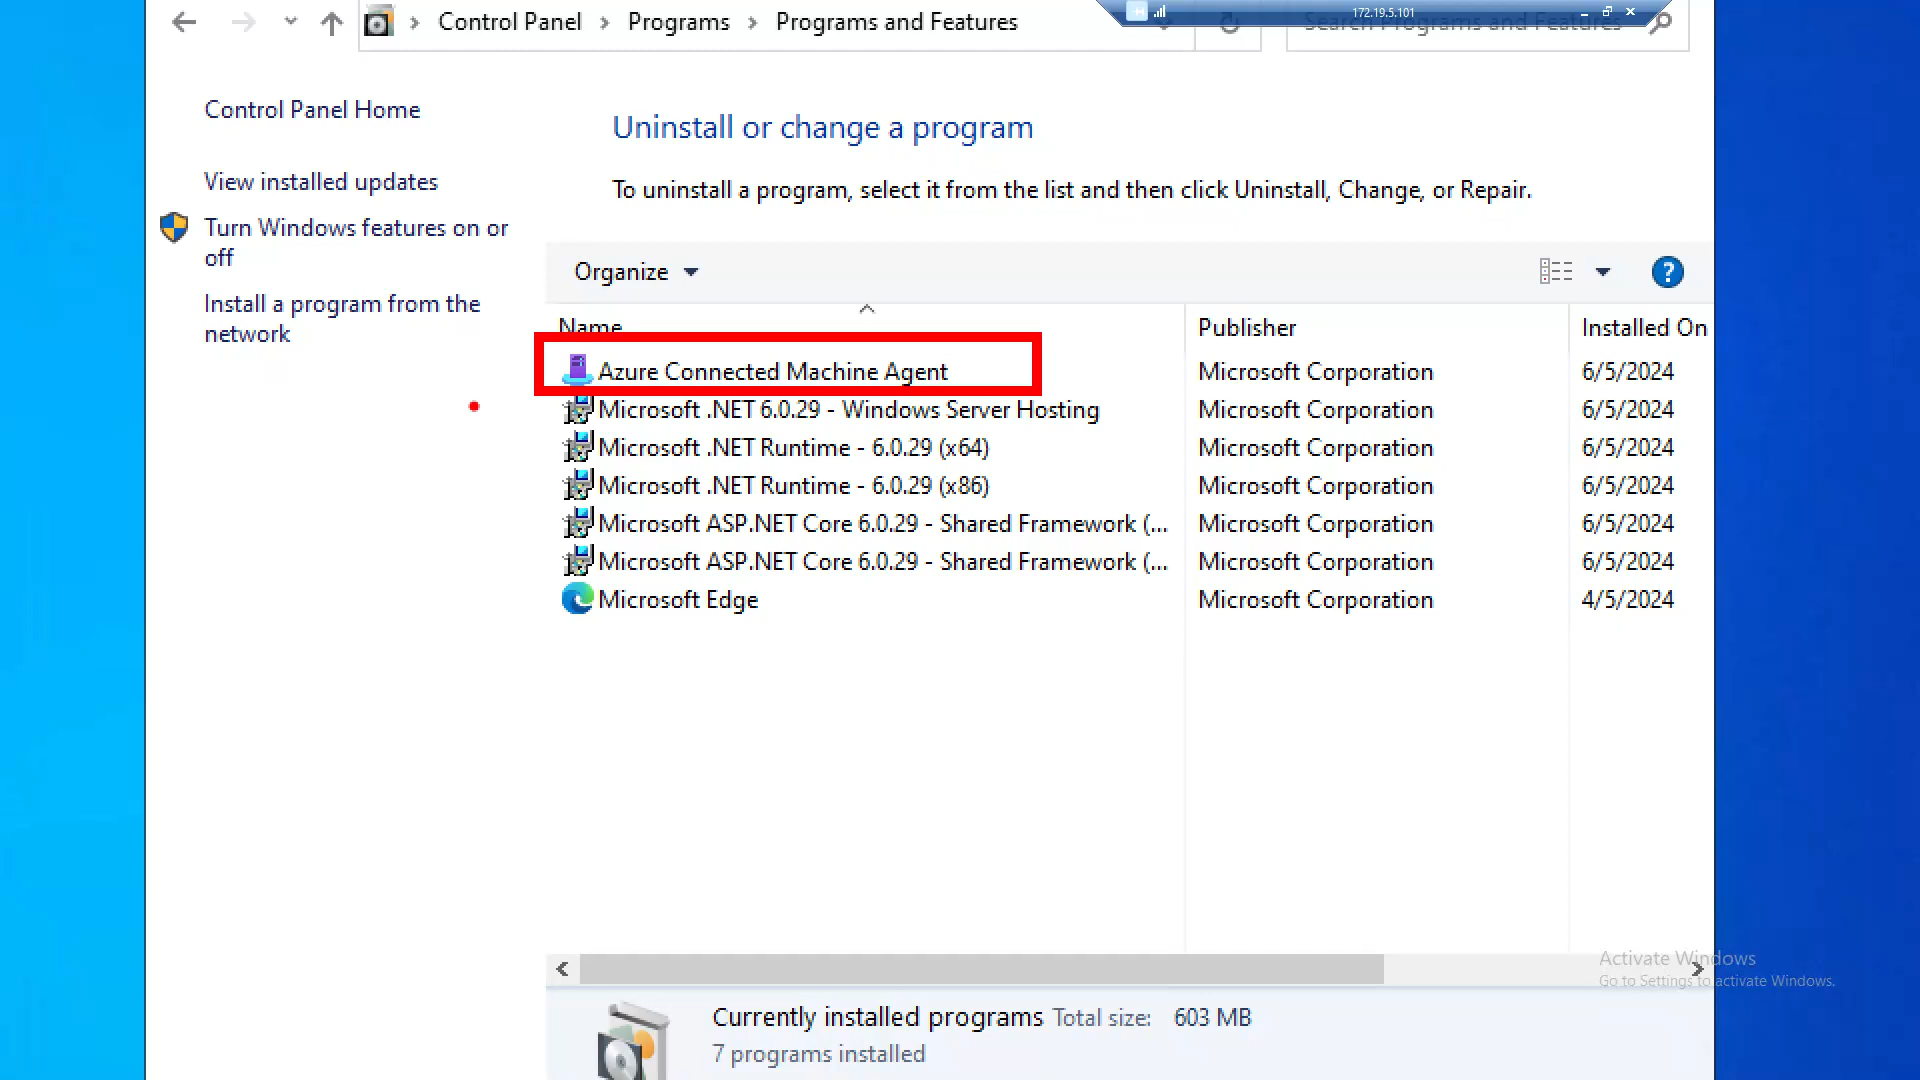 172.19.5.101
Control Panel > Programs > Programs and Features
Search Programs and Features
Control Panel Home
View installed updates
Turn Windows features on or
off
Install a program from the
network
Uninstall or change a program
To uninstall a program, select it from the list and then click Uninstall, Change, or Repair.
Organize
Name Publisher Installed On
Azure Connected Machine Agent Microsoft Corporation 6/5/2024
Microsoft .NET 6.0.29 - Windows Server Hosting Microsoft Corporation 6/5/2024
Microsoft .NET Runtime - 6.0.29 (x64) Microsoft Corporation 6/5/2024
Microsoft .NET Runtime - 6.0.29 (x86) Microsoft Corporation 6/5/2024
Microsoft ASP.NET Core 6.0.29 - Shared Framework (... Microsoft Corporation 6/5/2024
Microsoft ASP.NET Core 6.0.29 - Shared Framework (... Microsoft Corporation 6/5/2024
Microsoft Edge Microsoft Corporation 4/5/2024
Activate Windows
Go to Settings to activate Windows.
Currently installed programs Total size: 603 MB
7 programs installed